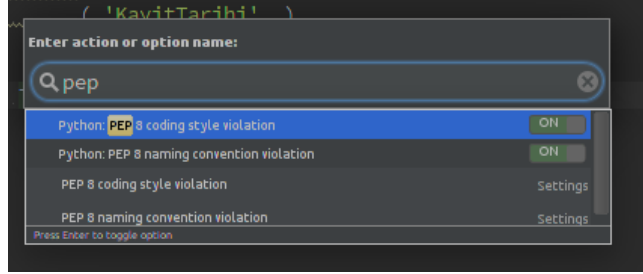 ( 'KayitTarihi' )
Enter action or option name:
pep
Python: PEP 8 coding style violation ON
Python: PEP 8 naming convention violation ON
PEP 8 coding style violation Settings
PEP 8 naming convention violation Settings
Press Enter to toggle option